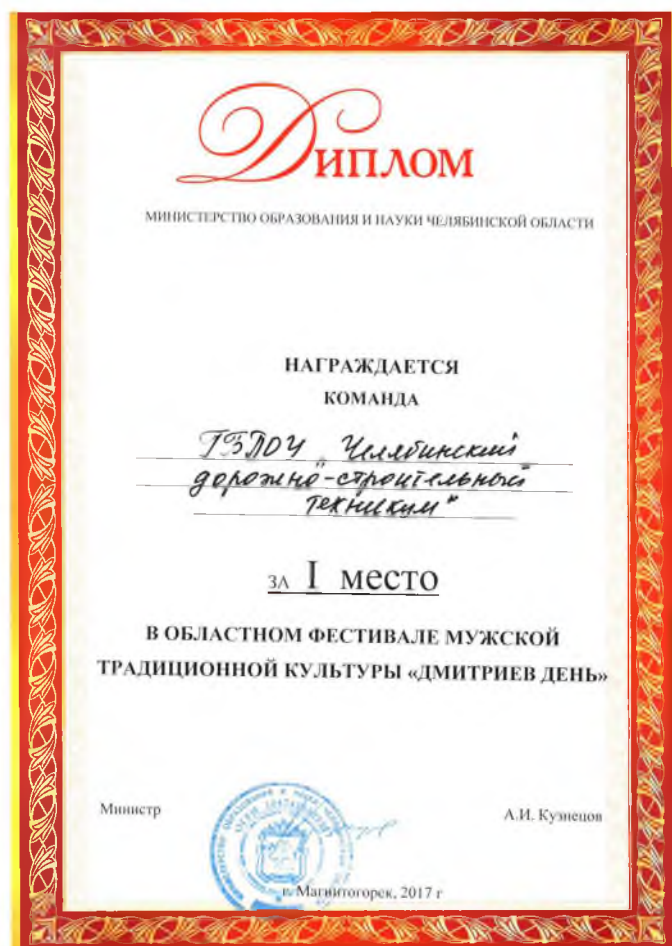 Диплом
МИНИСТЕРСТВО ОБРАЗОВАНИЯ И НАУКИ ЧЕЛЯБИНСКОЙ ОБЛАСТИ
НАГРАЖДАЕТСЯ
КОМАНДА
ГБПОУ „Челябинский
дорожно-строительный
техникум"
ЗА I МЕСТО
В ОБЛАСТНОМ ФЕСТИВАЛЕ МУЖСКОЙ
ТРАДИЦИОННОЙ КУЛЬТУРЫ «ДМИТРИЕВ ДЕНЬ»
Министр
А.И. Кузнецов
г. Магнитогорск, 2017 г